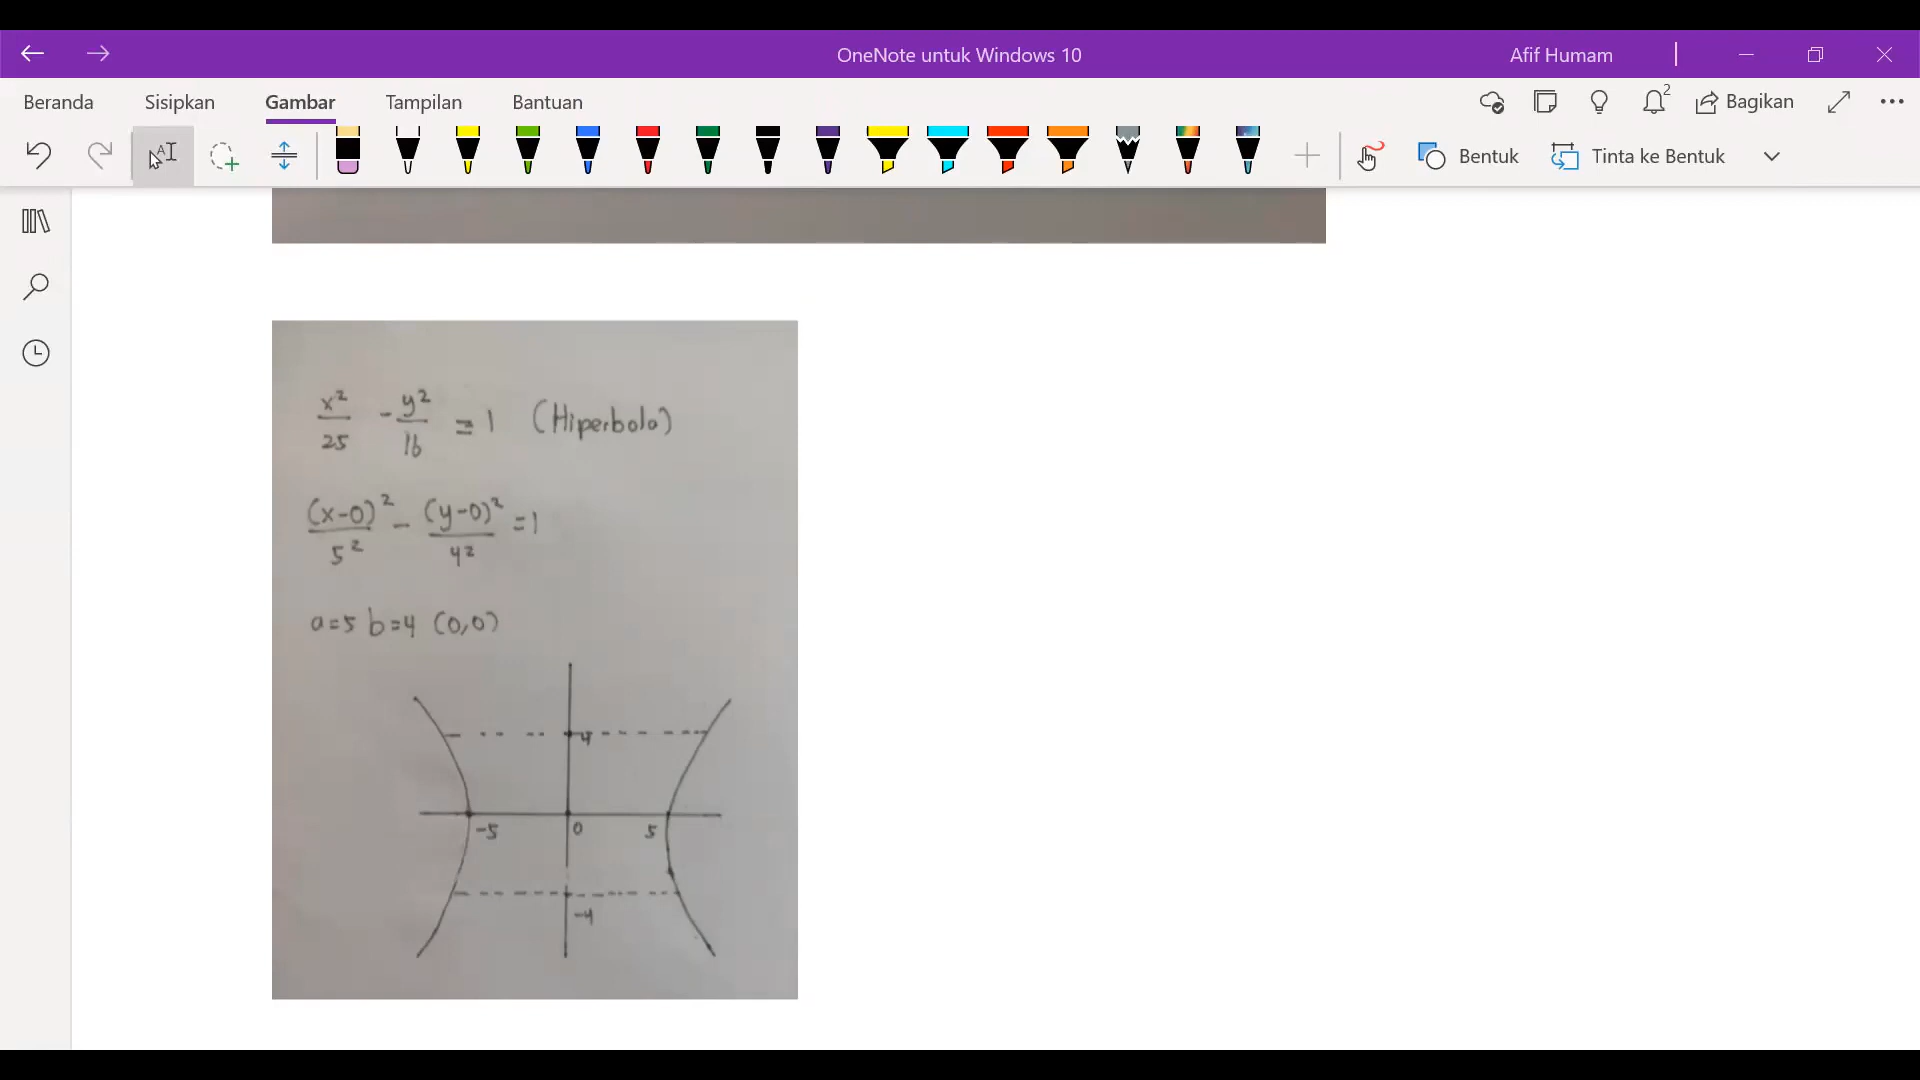 OneNote untuk Windows 10
Afif Humam
Beranda Sisipkan Gambar Tampilan Bantuan
2
Bagikan
Bentuk
Tinta ke Bentuk
x²/25 - y²/16 = 1 (Hiperbola)
(x-0)²/5² - (y-0)²/4² = 1
a=5 b=4 (0,0)
4
-5 0 5
-4